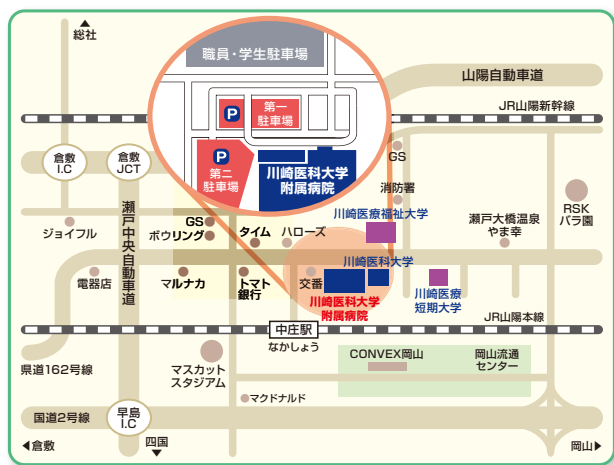 総社
職員・学生駐車場
山陽自動車道
JR山陽新幹線
P
第一
駐車場
P
第二
駐車場
川崎医科大学
附属病院
GS
倉敷
I.C
倉敷
JCT
消防署
川崎医療福祉大学
RSK
バラ園
瀬戸大橋温泉
やま幸
ジョイフル
瀬戸中央自動車道
GS
ボウリング
タイム
ハローズ
川崎医科大学
電器店
マルナカ
トマト
銀行
交番
川崎医科大学
附属病院
川崎医療
短期大学
JR山陽本線
中庄駅
なかしょう
県道162号線
マスカット
スタジアム
CONVEX岡山
岡山流通
センター
マクドナルド
国道2号線
早島
I.C
倉敷
四国
岡山